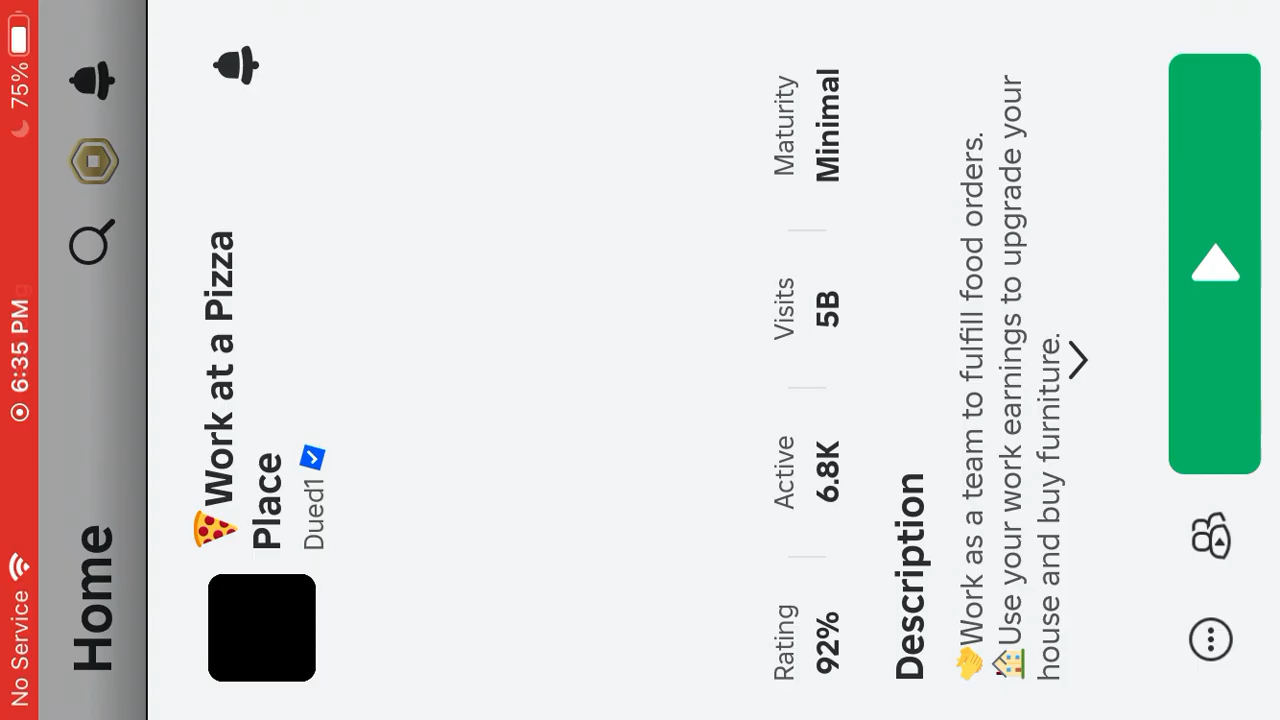 No Service 6:35 PM 75%
Home
🍕Work at a Pizza
Place
Dued1
Rating Active Visits Maturity
92% 6.8K 5B Minimal
Description
👏Work as a team to fulfill food orders.
🏠Use your work earnings to upgrade your
house and buy furniture.